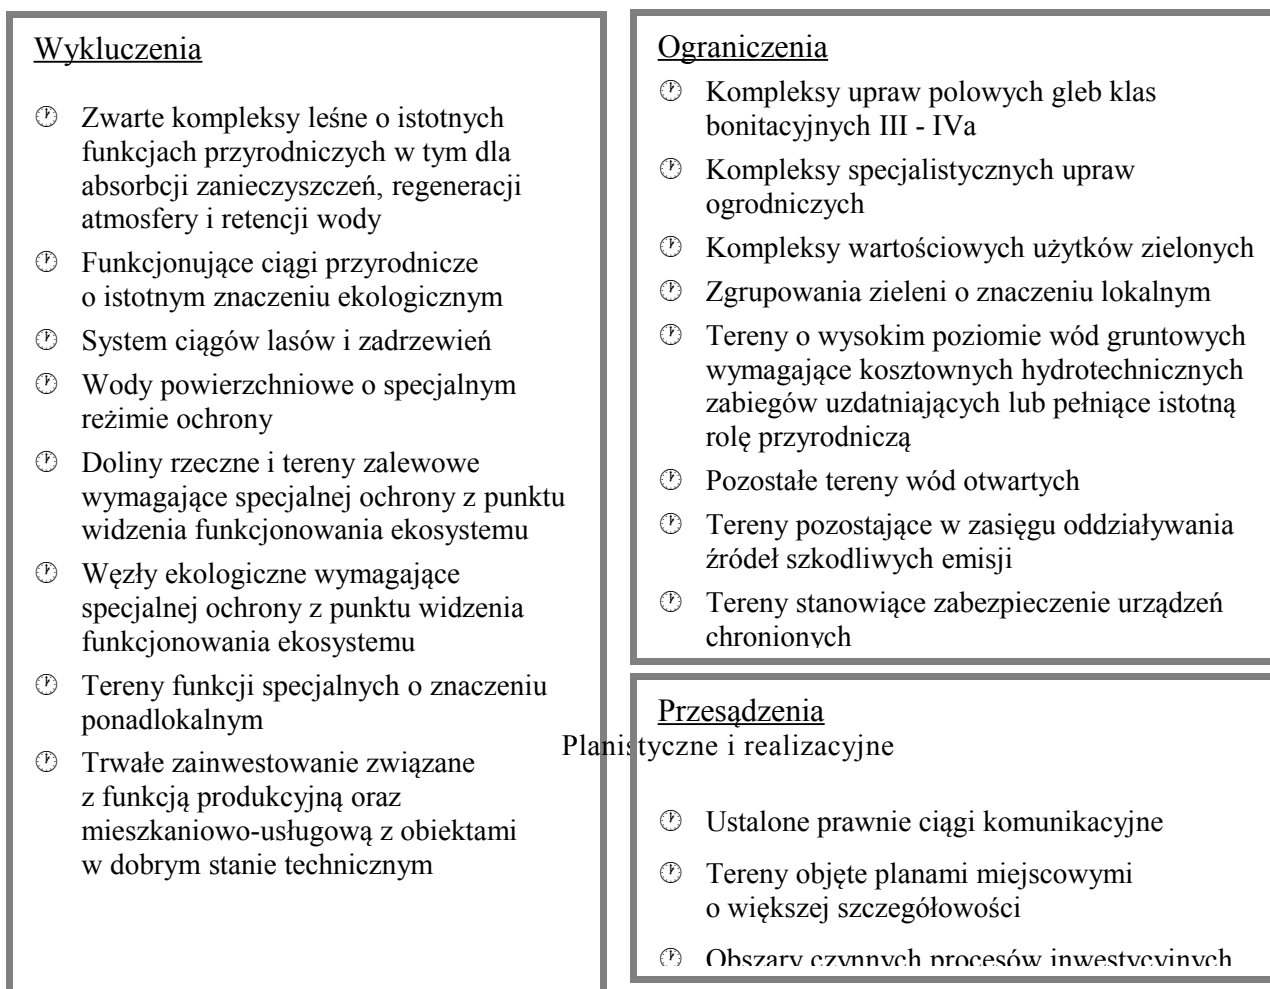 Wykluczenia
Zwarte kompleksy leśne o istotnych
funkcjach przyrodniczych w tym dla
absorbcji zanieczyszczeń, regeneracji
atmosfery i retencji wody
Funkcjonujące ciągi przyrodnicze
o istotnym znaczeniu ekologicznym
System ciągów lasów i zadrzewień
Wody powierzchniowe o specjalnym
reżimie ochrony
Doliny rzeczne i tereny zalewowe
wymagające specjalnej ochrony z punktu
widzenia funkcjonowania ekosystemu
Węzły ekologiczne wymagające
specjalnej ochrony z punktu widzenia
funkcjonowania ekosystemu
Tereny funkcji specjalnych o znaczeniu
ponadlokalnym
Trwałe zainwestowanie związane
z funkcją produkcyjną oraz
mieszkaniowo-usługową z obiektami
w dobrym stanie technicznym
Ograniczenia
Kompleksy upraw polowych gleb klas
bonitacyjnych III - IVa
Kompleksy specjalistycznych upraw
ogrodniczych
Kompleksy wartościowych użytków zielonych
Zgrupowania zieleni o znaczeniu lokalnym
Tereny o wysokim poziomie wód gruntowych
wymagające kosztownych hydrotechnicznych
zabiegów uzdatniających lub pełniące istotną
rolę przyrodniczą
Pozostałe tereny wód otwartych
Tereny pozostające w zasięgu oddziaływania
źródeł szkodliwych emisji
Tereny stanowiące zabezpieczenie urządzeń
chronionych
Przesądzenia
Planistyczne i realizacyjne
Ustalone prawnie ciągi komunikacyjne
Tereny objęte planami miejscowymi
o większej szczegółowości
Obszary czynnych procesów inwestycyjnych